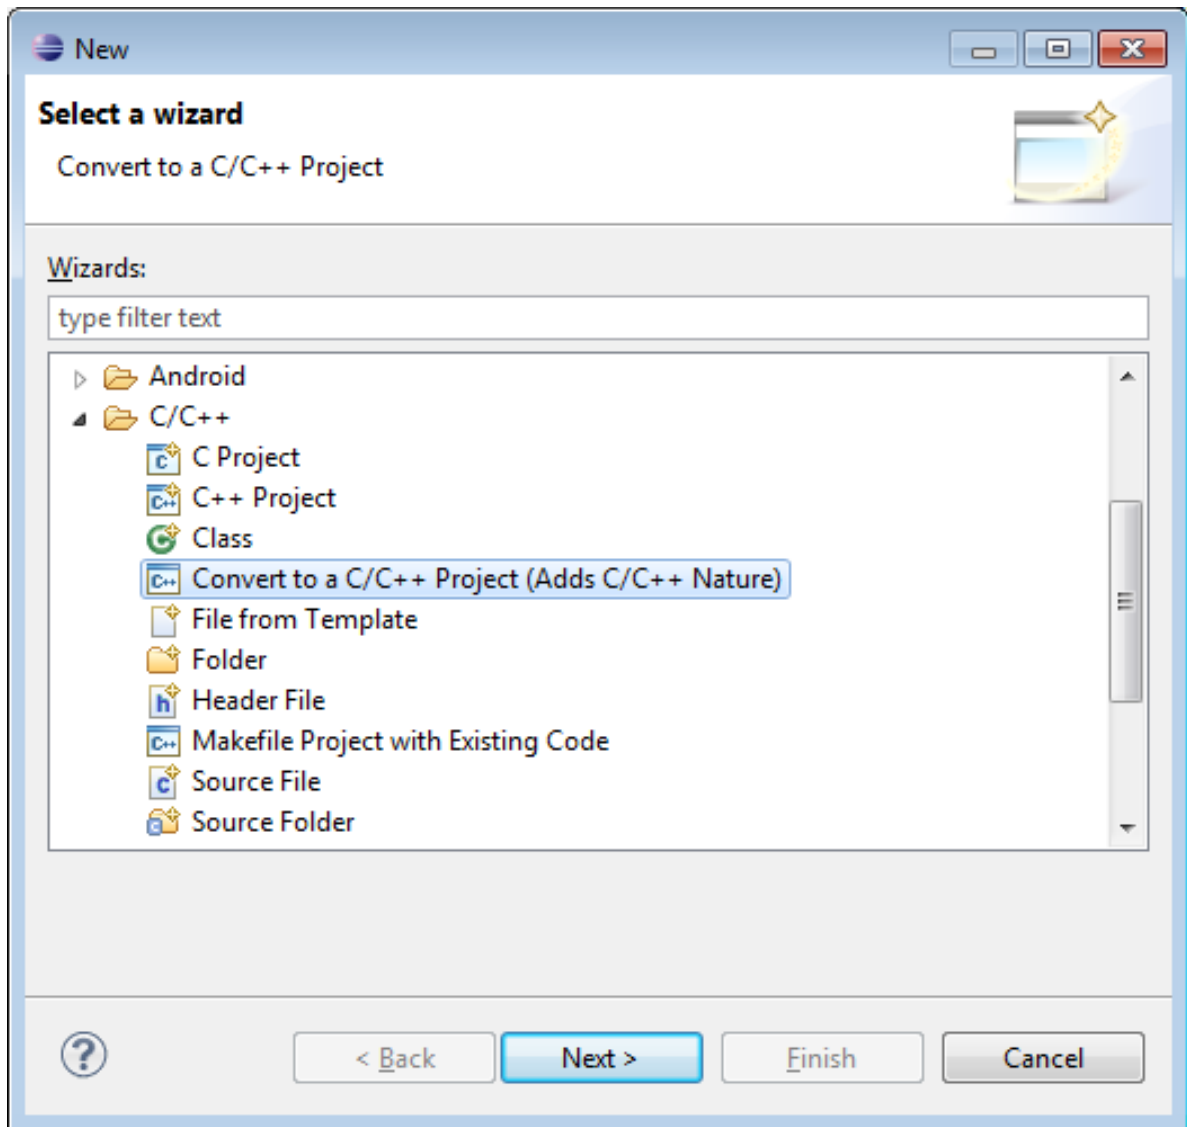 New
Select a wizard
Convert to a C/C++ Project
Wizards:
type filter text
Android
C/C++
C Project
C++ Project
Class
Convert to a C/C++ Project (Adds C/C++ Nature)
File from Template
Folder
Header File
Makefile Project with Existing Code
Source File
Source Folder
< Back Next > Finish Cancel